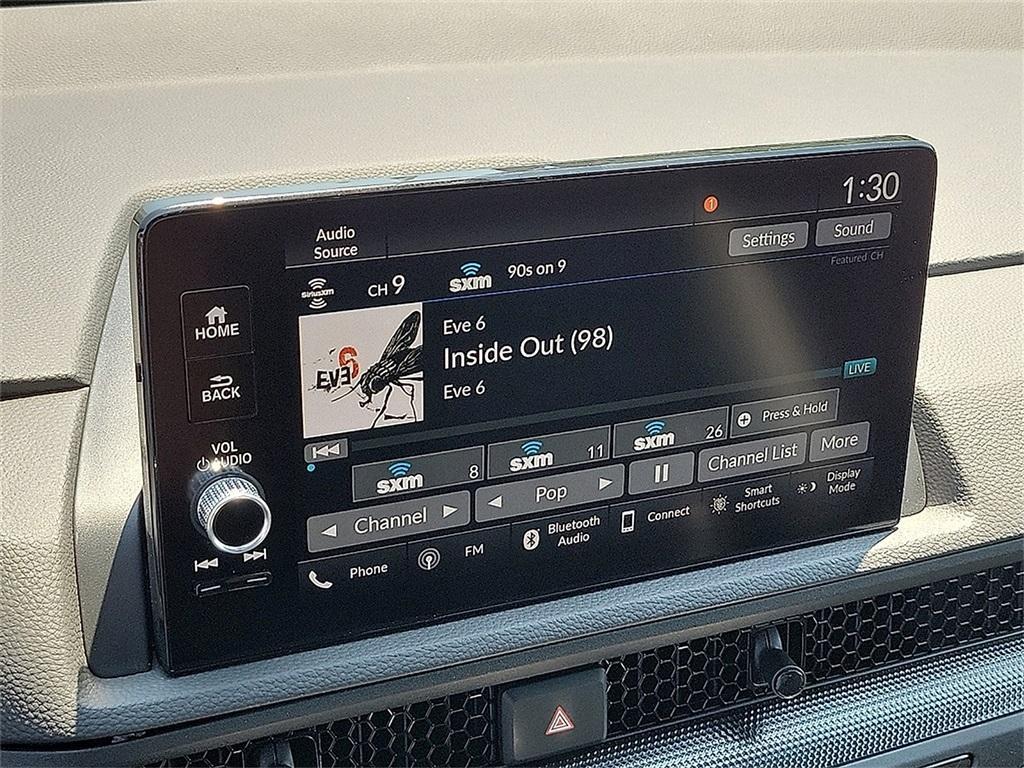 1
1:30
Audio
Source
Settings
Sound
Featured CH
SiriusXM
CH 9
sxm
90s on 9
HOME
EVE6
Eve 6
Inside Out (98)
Eve 6
BACK
LIVE
VOL
AUDIO
sxm 8
sxm 11
sxm 26
Press & Hold
Channel
Pop
Channel List
More
Phone
FM
Bluetooth
Audio
Connect
Smart
Shortcuts
Display
Mode